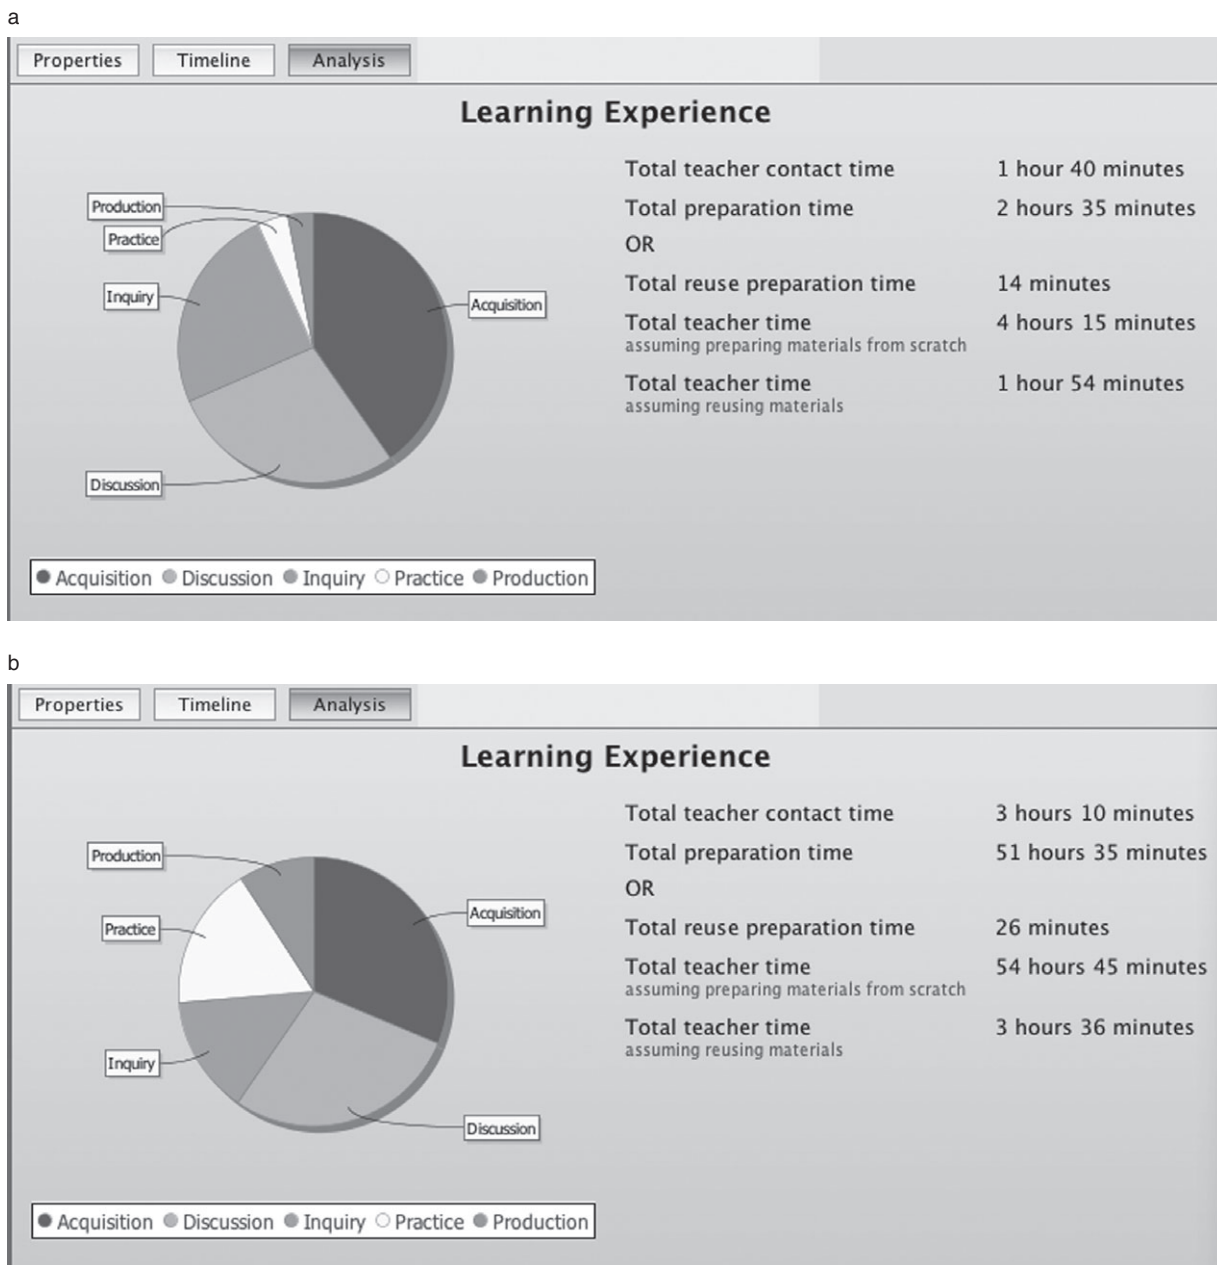 a
Properties Timeline Analysis
Learning Experience
Production
Practice
Inquiry
Acquisition
Discussion
Acquisition Discussion Inquiry Practice Production
Total teacher contact time 1 hour 40 minutes
Total preparation time 2 hours 35 minutes
OR
Total reuse preparation time 14 minutes
Total teacher time 4 hours 15 minutes
assuming preparing materials from scratch
Total teacher time 1 hour 54 minutes
assuming reusing materials
b
Properties Timeline Analysis
Learning Experience
Production
Acquisition
Practice
Inquiry
Discussion
Acquisition Discussion Inquiry Practice Production
Total teacher contact time 3 hours 10 minutes
Total preparation time 51 hours 35 minutes
OR
Total reuse preparation time 26 minutes
Total teacher time 54 hours 45 minutes
assuming preparing materials from scratch
Total teacher time 3 hours 36 minutes
assuming reusing materials